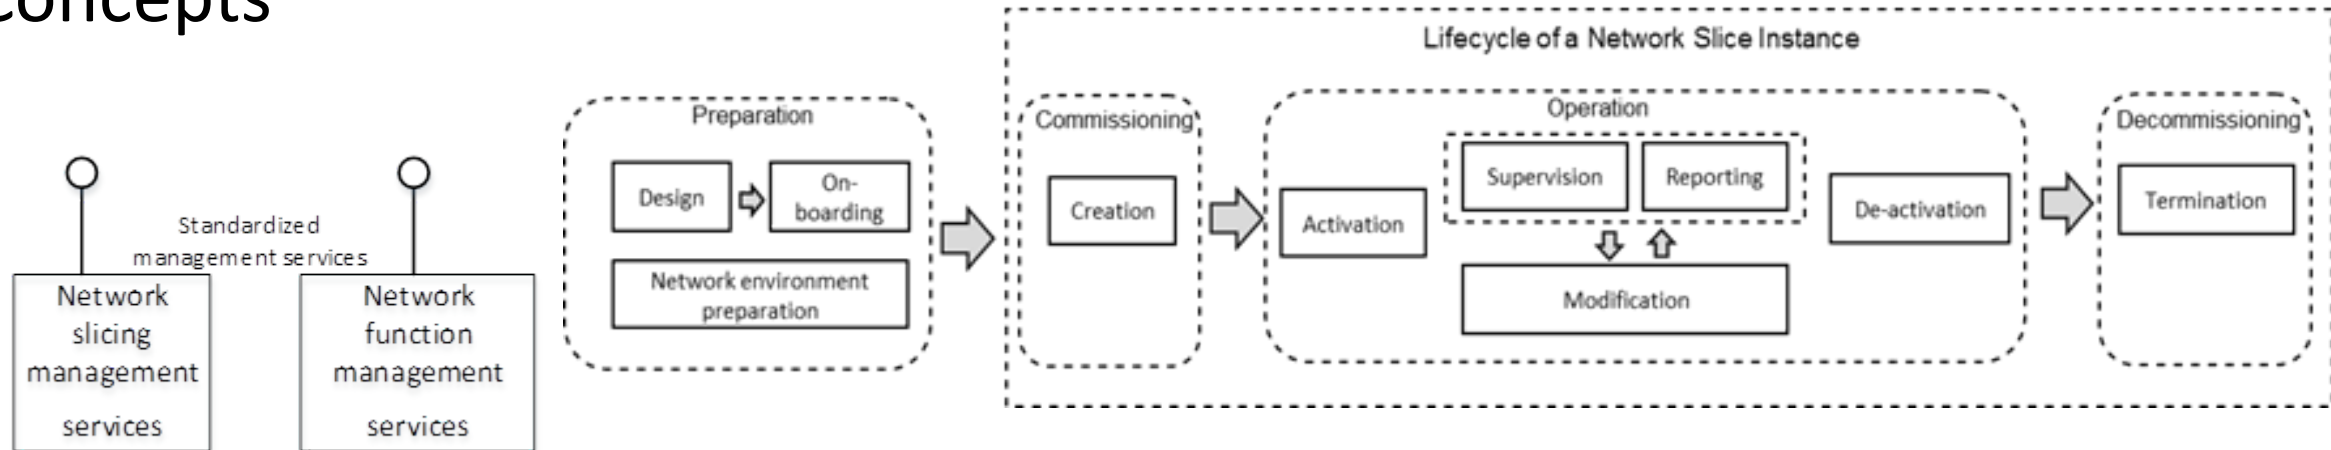 concepts
Standardized
management services
Network
slicing
management
services
Network
function
management
services
Preparation
Design
On-
boarding
Network environment
preparation
Lifecycle of a Network Slice Instance
Commissioning
Creation
Operation
Activation
Supervision
Reporting
Modification
De-activation
Decommissioning
Termination